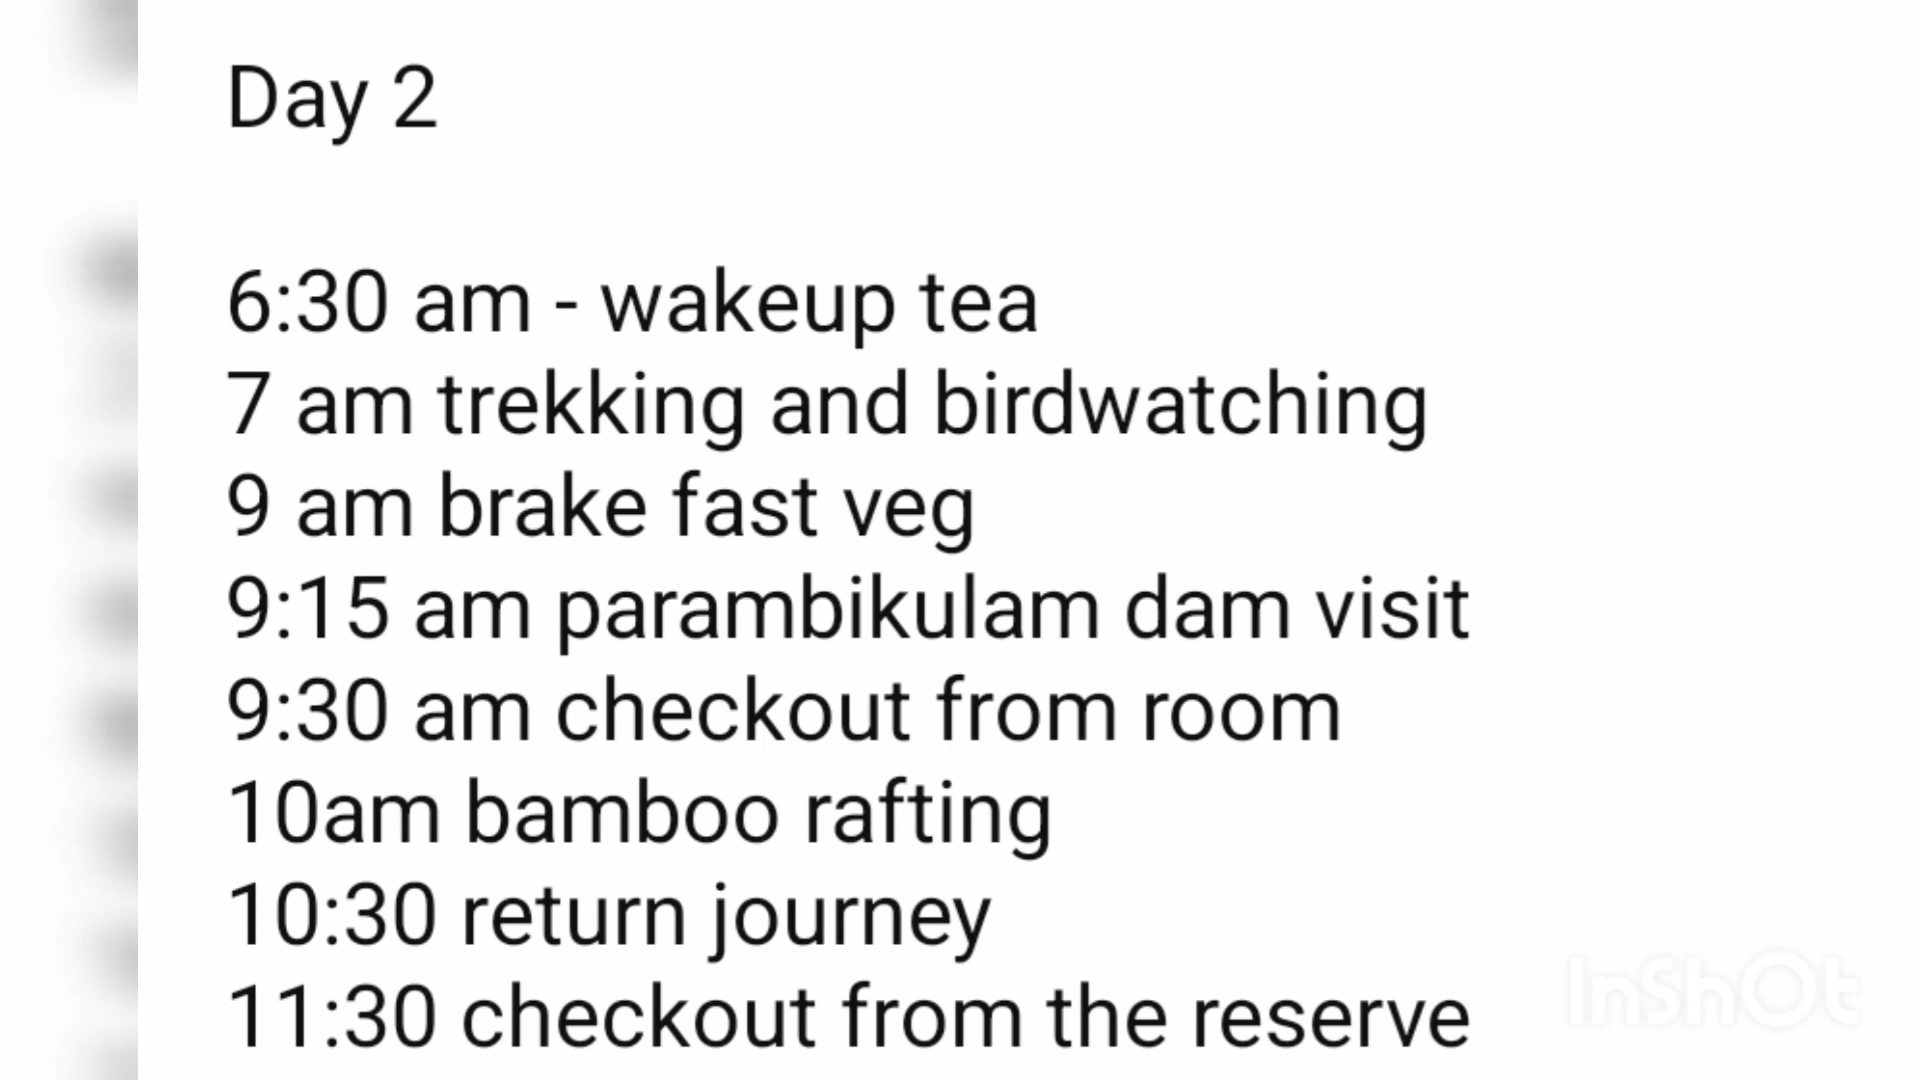 Day 2
6:30 am - wakeup tea
7 am trekking and birdwatching
9 am brake fast veg
9:15 am parambikulam dam visit
9:30 am checkout from room
10am bamboo rafting
10:30 return journey
11:30 checkout from the reserve
InShOt